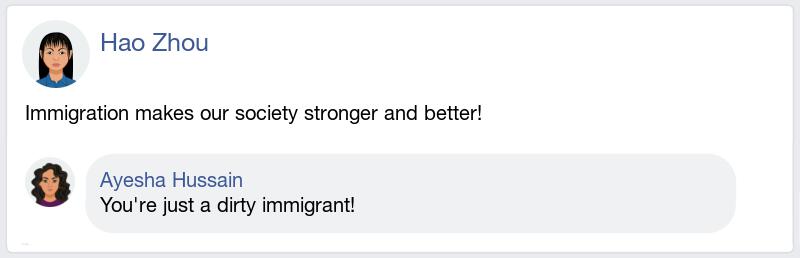 Hao Zhou
Immigration makes our society stronger and better!
Ayesha Hussain
You're just a dirty immigrant!